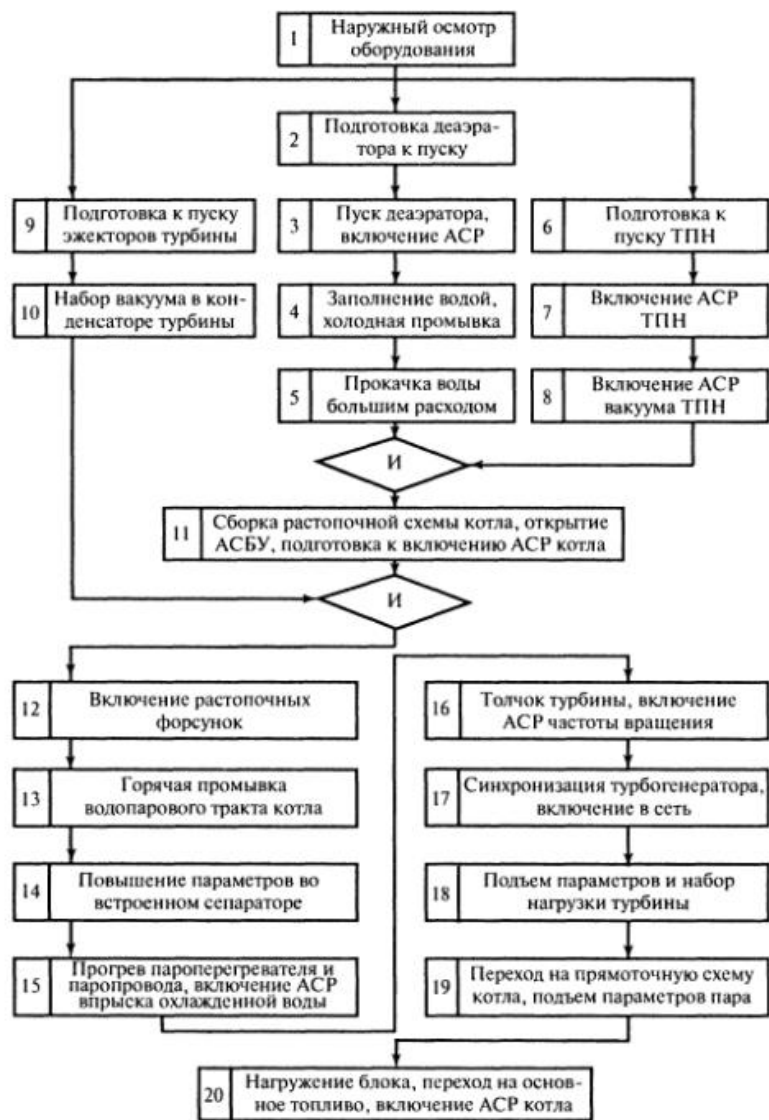 1
Наружный осмотр
оборудования
2
Подготовка деаэра-
тора к пуску
9
Подготовка к пуску
эжекторов турбины
3
Пуск деаэратора,
включение АСР
6
Подготовка к
пуску ТПН
10
Набор вакуума в кон-
денсаторе турбины
4
Заполнение водой,
холодная промывка
7
Включение АСР
ТПН
5
Прокачка воды
большим расходом
8
Включение АСР
вакуума ТПН
И
11
Сборка растопочной схемы котла, открытие
АСБУ, подготовка к включению АСР котла
И
12
Включение растопочных
форсунок
16
Толчок турбины, включение
АСР частоты вращения
13
Горячая промывка
водопарового тракта котла
17
Синхронизация турбогенератора,
включение в сеть
14
Повышение параметров во
встроенном сепараторе
18
Подъем параметров и набор
нагрузки турбины
15
Прогрев пароперегревателя и
паропровода, включение АСР
впрыска охлажденной воды
19
Переход на прямоточную схему
котла, подъем параметров пара
20
Нагружение блока, переход на основ-
ное топливо, включение АСР котла